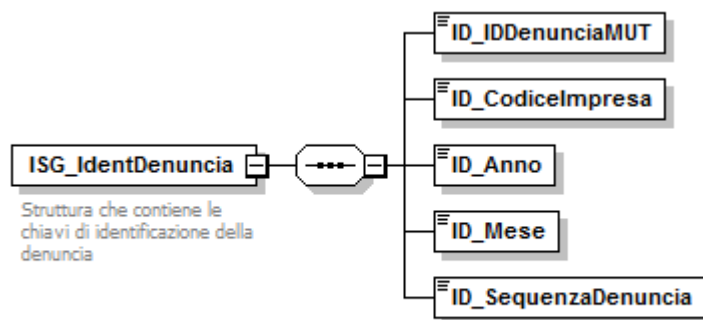 ID_IDDenunciaMUT
ID_CodiceImpresa
ISG_IdentDenuncia
Struttura che contiene le
chiavi di identificazione della
denuncia
ID_Anno
ID_Mese
ID_SequenzaDenuncia